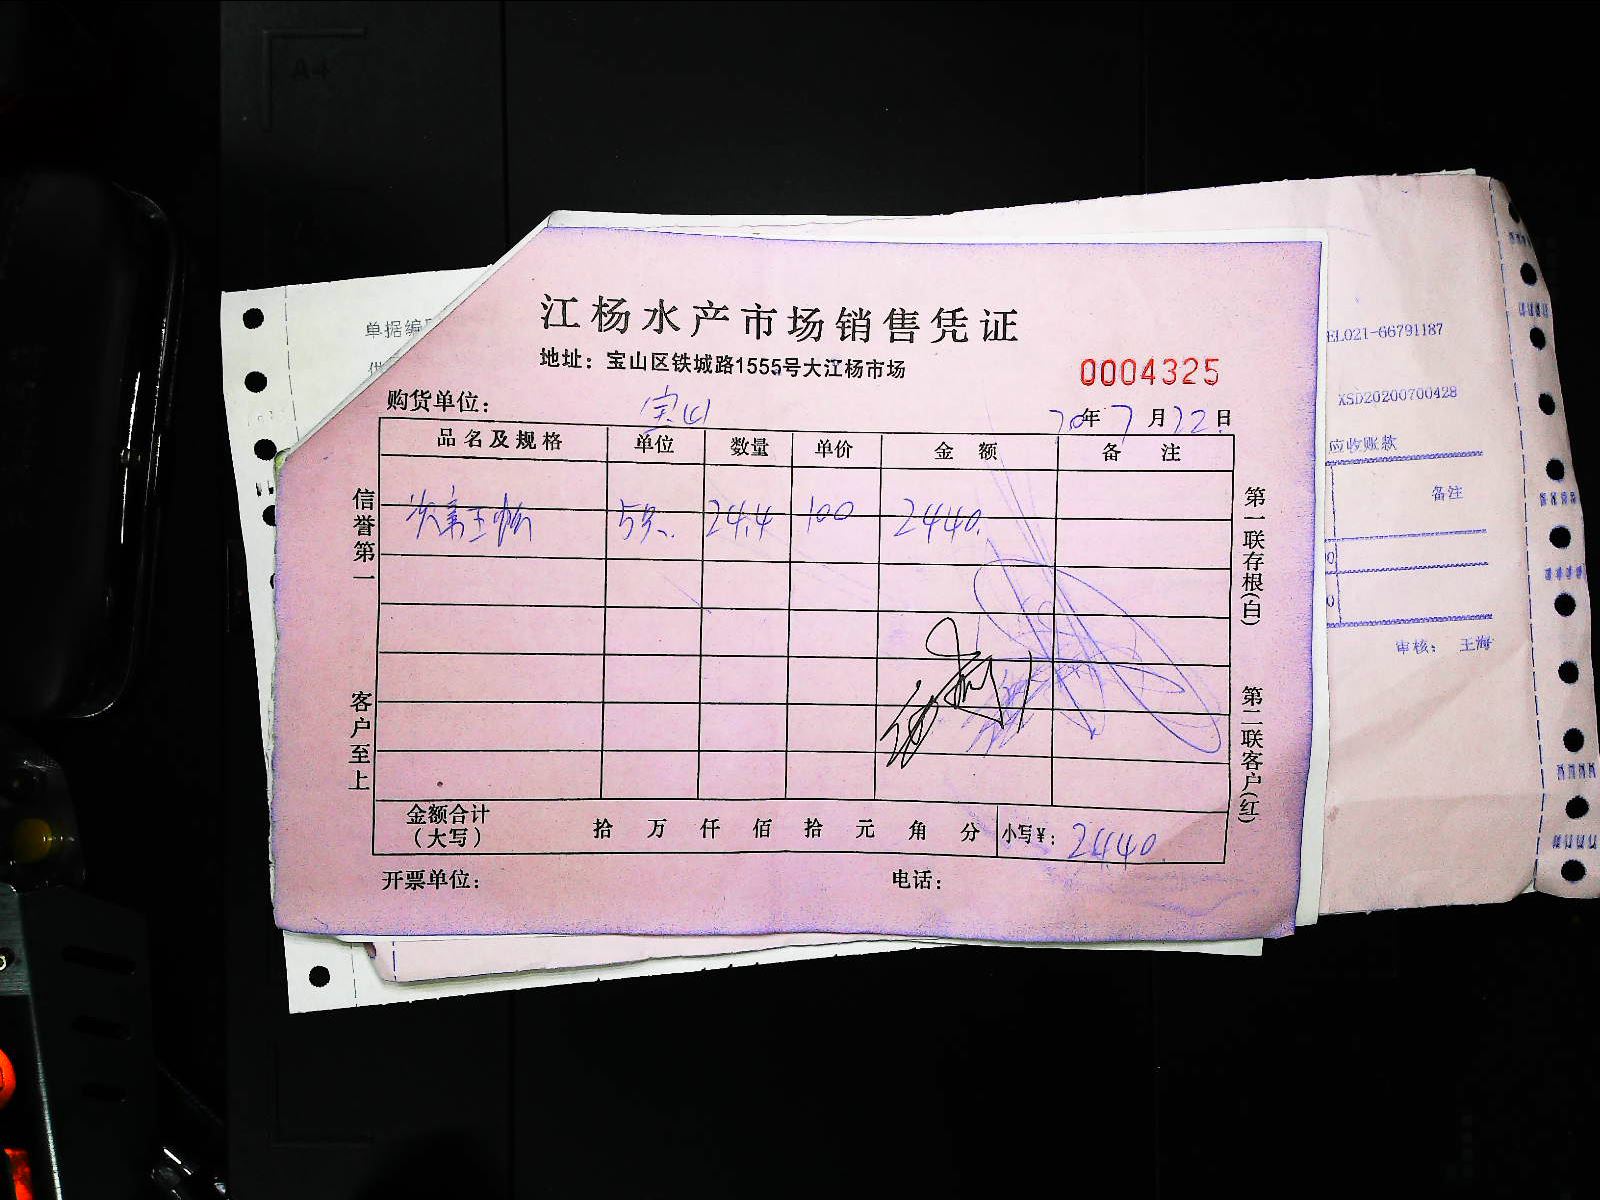 A4
单据编
江杨水产市场销售凭证
地址：宝山区铁城路1555号大江杨市场
0004325
购货单位：宝山
20年7月22日
品名及规格 单位 数量 单价 金额 备注
24.4 100 2440.
信誉第一
客户至上
第一联存根(白)
第二联客户(红)
金额合计(大写) 拾 万 仟 佰 拾 元 角 分 小写￥：2440.
开票单位： 电话：
EL021-66791187
XSD20200700428
应收账款
备注
审核： 王海